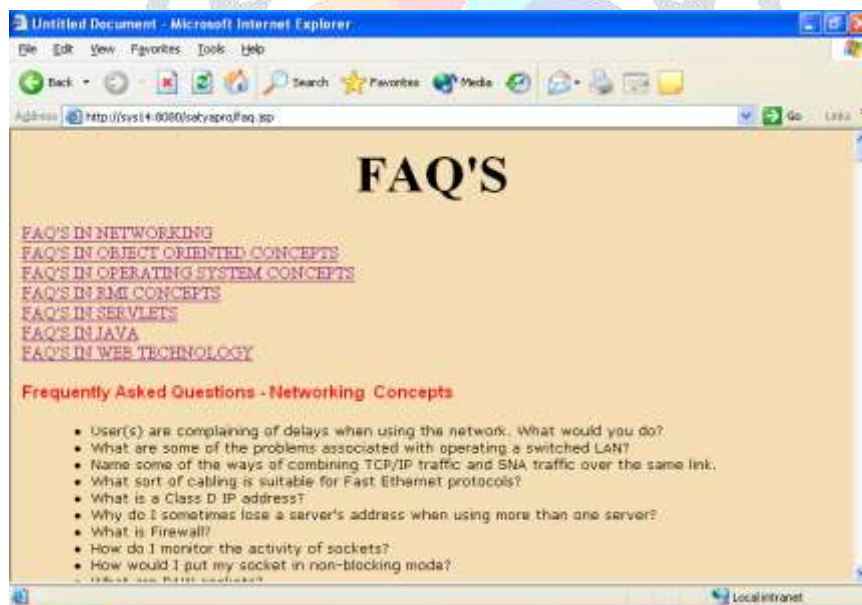 Untitled Document - Microsoft Internet Explorer
File Edit View Favorites Tools Help
Back Search Favorites Media
Address http://sys14:8080/satyapro/faq.jsp Go Links
FAQ'S
FAQ'S IN NETWORKING
FAQ'S IN OBJECT ORIENTED CONCEPTS
FAQ'S IN OPERATING SYSTEM CONCEPTS
FAQ'S IN RMI CONCEPTS
FAQ'S IN SERVLETS
FAQ'S IN JAVA
FAQ'S IN WEB TECHNOLOGY
Frequently Asked Questions - Networking Concepts
• User(s) are complaining of delays when using the network. What would you do?
• What are some of the problems associated with operating a switched LAN?
• Name some of the ways of combining TCP/IP traffic and SNA traffic over the same link.
• What sort of cabling is suitable for Fast Ethernet protocols?
• What is a Class D IP address?
• Why do I sometimes lose a server's address when using more than one server?
• What is Firewall?
• How do I monitor the activity of sockets?
• How would I put my socket in non-blocking mode?
• What are RAW sockets?
Local intranet